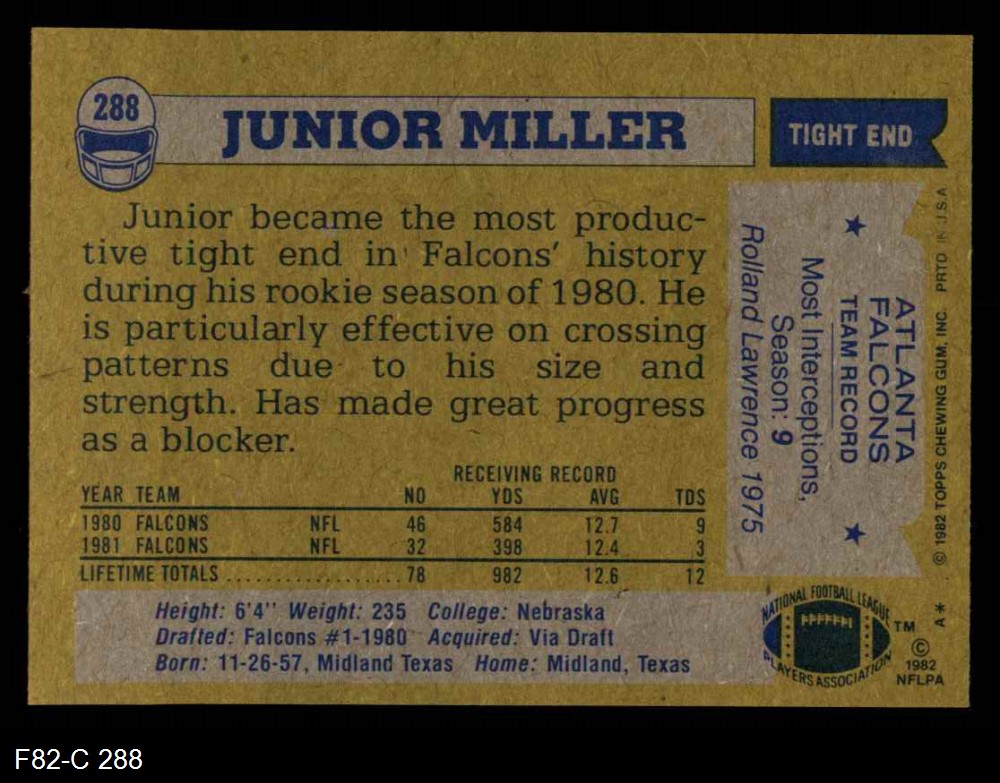 288
JUNIOR MILLER
TIGHT END
Junior became the most produc-
tive tight end in Falcons' history
during his rookie season of 1980. He
is particularly effective on crossing
patterns due to his size and
strength. Has made great progress
as a blocker.
RECEIVING RECORD
YEAR TEAM NO YDS AVG TDS
1980 FALCONS NFL 46 584 12.7 9
1981 FALCONS NFL 32 398 12.4 3
LIFETIME TOTALS..................78 982 12.6 12
Height: 6'4" Weight: 235 College: Nebraska
Drafted: Falcons #1-1980 Acquired: Via Draft
Born: 11-26-57, Midland Texas Home: Midland, Texas
ATLANTA
FALCONS
TEAM RECORD
Most Interceptions,
Season: 9
Rolland Lawrence 1975
© 1982 TOPPS CHEWING GUM, INC. PRTD IN U.S.A.
A*
NATIONAL FOOTBALL LEAGUE
PLAYERS ASSOCIATION
TM
©
1982
NFLPA
F82-C 288